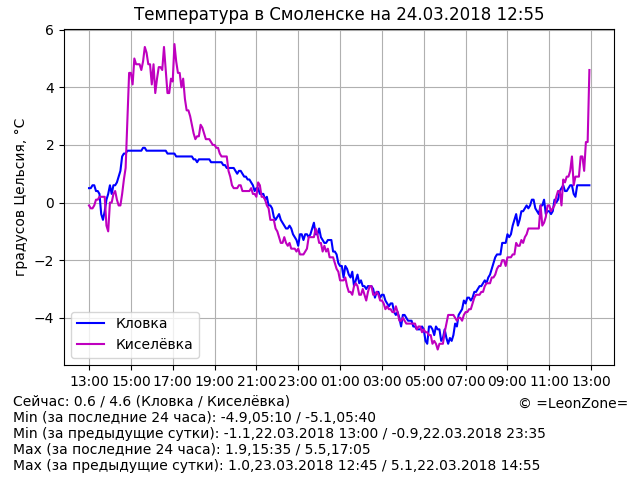 Температура в Смоленске на 24.03.2018 12:55
градусов Цельсия, °C
6
4
2
0
−2
−4
Кловка
Киселёвка
13:00 15:00 17:00 19:00 21:00 23:00 01:00 03:00 05:00 07:00 09:00 11:00 13:00
Сейчас: 0.6 / 4.6 (Кловка / Киселёвка)
© =LeonZone=
Min (за последние 24 часа): -4.9,05:10 / -5.1,05:40
Min (за предыдущие сутки): -1.1,22.03.2018 13:00 / -0.9,22.03.2018 23:35
Max (за последние 24 часа): 1.9,15:35 / 5.5,17:05
Max (за предыдущие сутки): 1.0,23.03.2018 12:45 / 5.1,22.03.2018 14:55